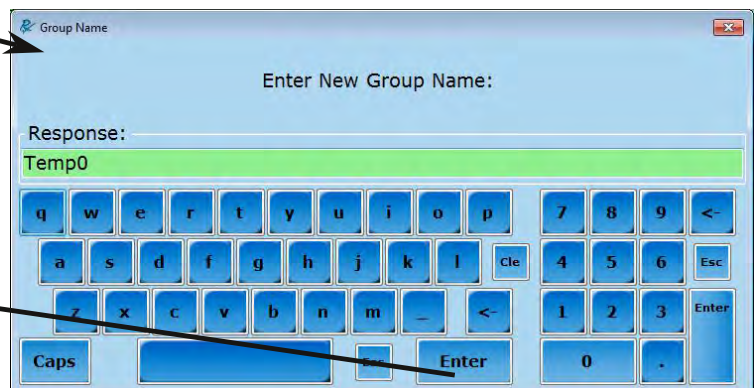 Group Name
Enter New Group Name:
Response:
Temp0
q w e r t y u i o p 7 8 9 <-
a s d f g h j k l Cle 4 5 6 Esc
z x c v b n m _ <- 1 2 3 Enter
Caps Esc Enter 0 .